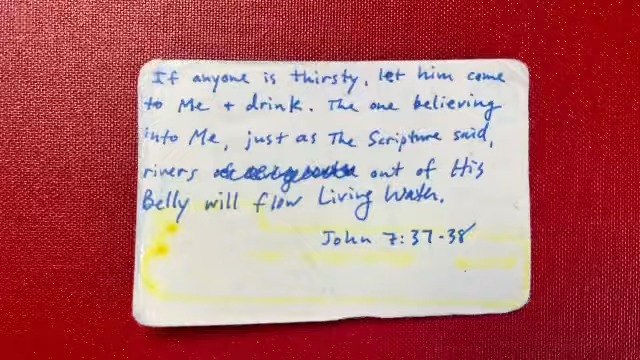 If anyone is thirsty, let him come
to Me + drink. The one believing
into Me, just as The Scripture said,
rivers out of His
Belly will flow Living Water.
John 7:37-38